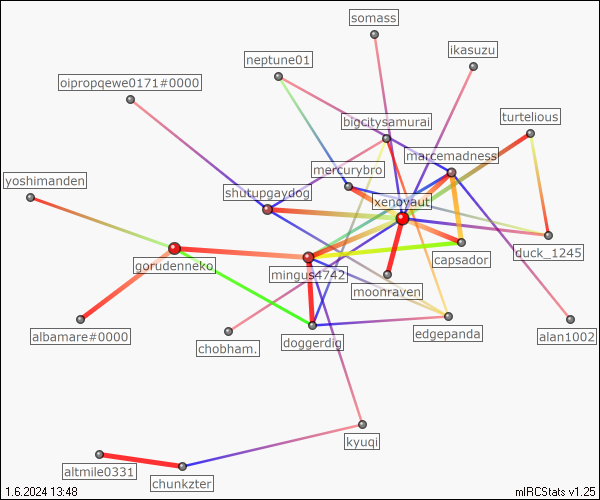 somass
ikasuzu
neptune01
oipropqewe0171#0000
turtelious
bigcitysamurai
marcemadness
mercurybro
yoshimanden
shutupgaydog
xenovaut
duck_1245
capsador
gorudenneko
mingus4742
moonraven
edgepanda
albamare#0000
chobham.
doggerdig
alan1002
kyuqi
altmile0331
chunkzter
1.6.2024 13:48
mIRCStats v1.25